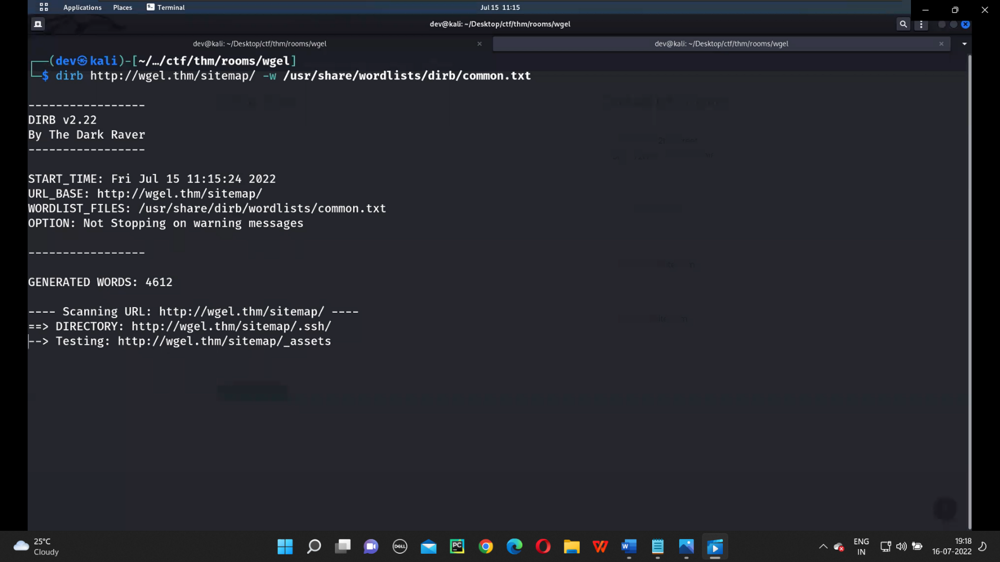 Applications Places Terminal Jul 15 11:15
dev@kali: ~/Desktop/ctf/thm/rooms/wgel
dev@kali: ~/Desktop/ctf/thm/rooms/wgel
dev@kali: ~/Desktop/ctf/thm/rooms/wgel
┌──(dev㉿kali)-[~/…/ctf/thm/rooms/wgel]
└─$ dirb http://wgel.thm/sitemap/ -w /usr/share/wordlists/dirb/common.txt
-----------------
DIRB v2.22
By The Dark Raver
-----------------
START_TIME: Fri Jul 15 11:15:24 2022
URL_BASE: http://wgel.thm/sitemap/
WORDLIST_FILES: /usr/share/dirb/wordlists/common.txt
OPTION: Not Stopping on warning messages
-----------------
GENERATED WORDS: 4612
---- Scanning URL: http://wgel.thm/sitemap/ ----
==> DIRECTORY: http://wgel.thm/sitemap/.ssh/
--> Testing: http://wgel.thm/sitemap/_assets
25°C
Cloudy
DELL
PC
W
ENG
IN
19:18
16-07-2022